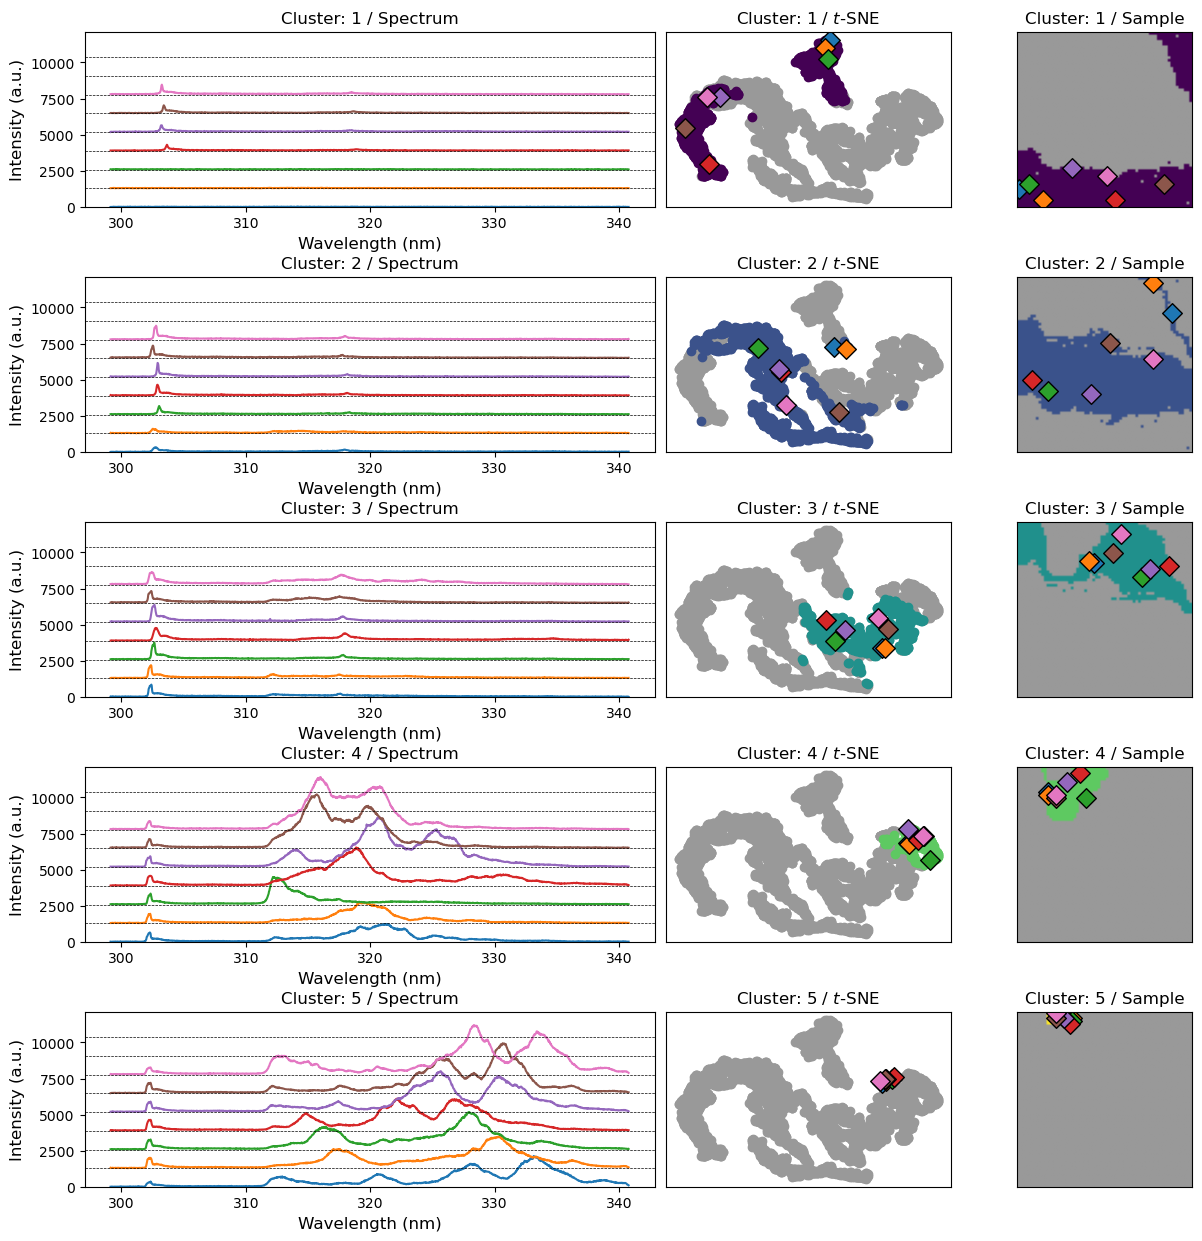 Cluster: 1 / Spectrum
Cluster: 1 / t-SNE
Cluster: 1 / Sample
Intensity (a.u.)
10000
7500
5000
2500
0
300 310 320 330 340
Wavelength (nm)
Cluster: 2 / Spectrum
Cluster: 2 / t-SNE
Cluster: 2 / Sample
Intensity (a.u.)
10000
7500
5000
2500
0
300 310 320 330 340
Wavelength (nm)
Cluster: 3 / Spectrum
Cluster: 3 / t-SNE
Cluster: 3 / Sample
Intensity (a.u.)
10000
7500
5000
2500
0
300 310 320 330 340
Wavelength (nm)
Cluster: 4 / Spectrum
Cluster: 4 / t-SNE
Cluster: 4 / Sample
Intensity (a.u.)
10000
7500
5000
2500
0
300 310 320 330 340
Wavelength (nm)
Cluster: 5 / Spectrum
Cluster: 5 / t-SNE
Cluster: 5 / Sample
Intensity (a.u.)
10000
7500
5000
2500
0
300 310 320 330 340
Wavelength (nm)